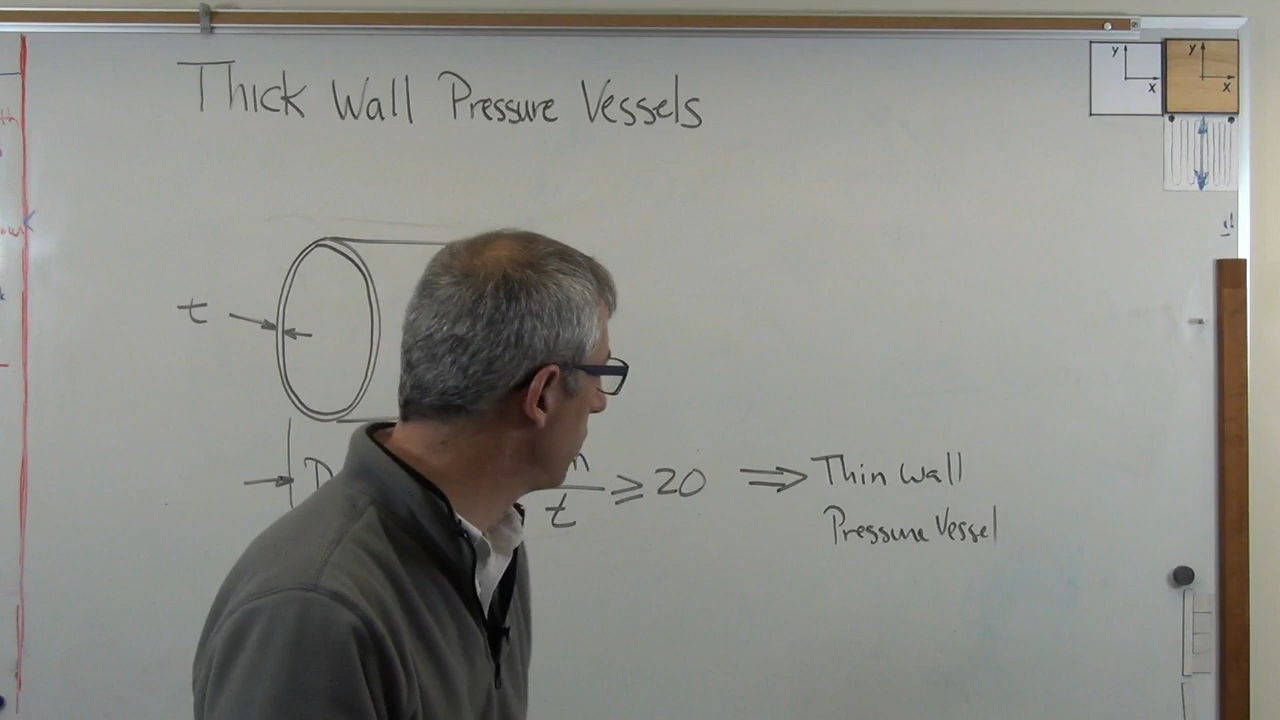 Thick Wall Pressure Vessels
y
x
y
x
t
D
t
≥ 20 ⇒ Thin wall
Pressure Vessel